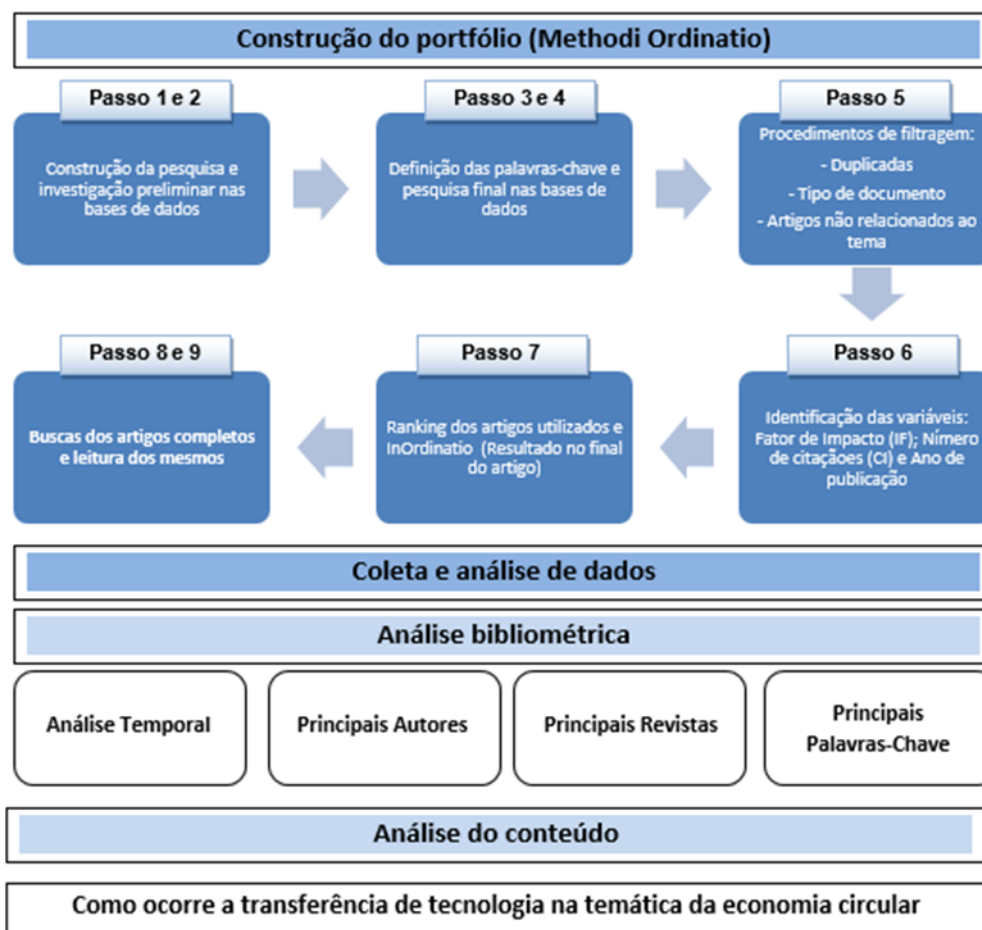 Construção do portfólio (Methodi Ordinatio)
Passo 1 e 2
Construção da pesquisa e
investigação preliminar nas
bases de dados
Passo 3 e 4
Definição das palavras-chave e
pesquisa final nas bases de
dados
Passo 5
Procedimentos de filtragem:
- Duplicadas
- Tipo de documento
- Artigos não relacionados ao
tema
Passo 6
Identificação das variáveis:
Fator de Impacto (IF); Número
de citaçãoes (CI) e Ano de
publicação
Passo 7
Ranking dos artigos utilizados e
InOrdinatio (Resultado no final
do artigo)
Passo 8 e 9
Buscas dos artigos completos
e leitura dos mesmos
Coleta e análise de dados
Análise bibliométrica
Análise Temporal
Principais Autores
Principais Revistas
Principais
Palavras-Chave
Análise do conteúdo
Como ocorre a transferência de tecnologia na temática da economia circular